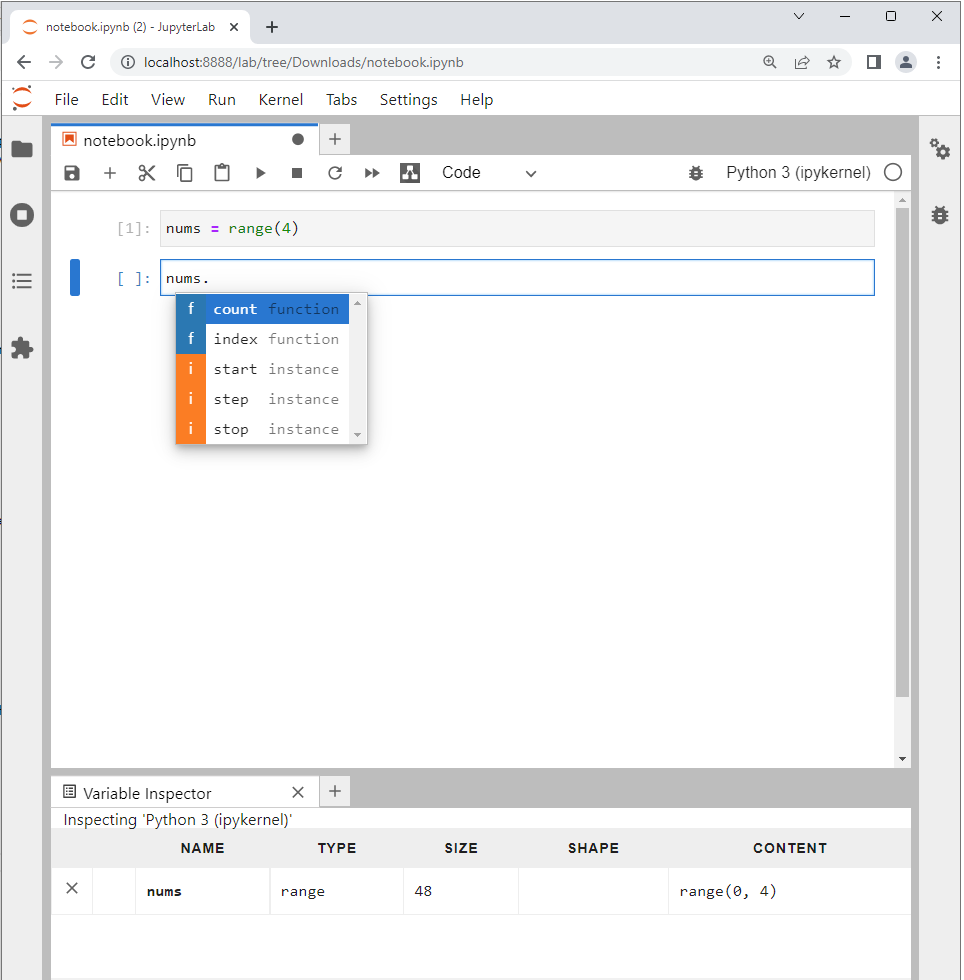 notebook.ipynb (2) - JupyterLab
localhost:8888/lab/tree/Downloads/notebook.ipynb
File Edit View Run Kernel Tabs Settings Help
notebook.ipynb
Code Python 3 (ipykernel)
[1]: nums = range(4)
[ ]: nums.
f count function
f index function
i start instance
i step instance
i stop instance
Variable Inspector
Inspecting 'Python 3 (ipykernel)'
NAME TYPE SIZE SHAPE CONTENT
nums range 48 range(0, 4)